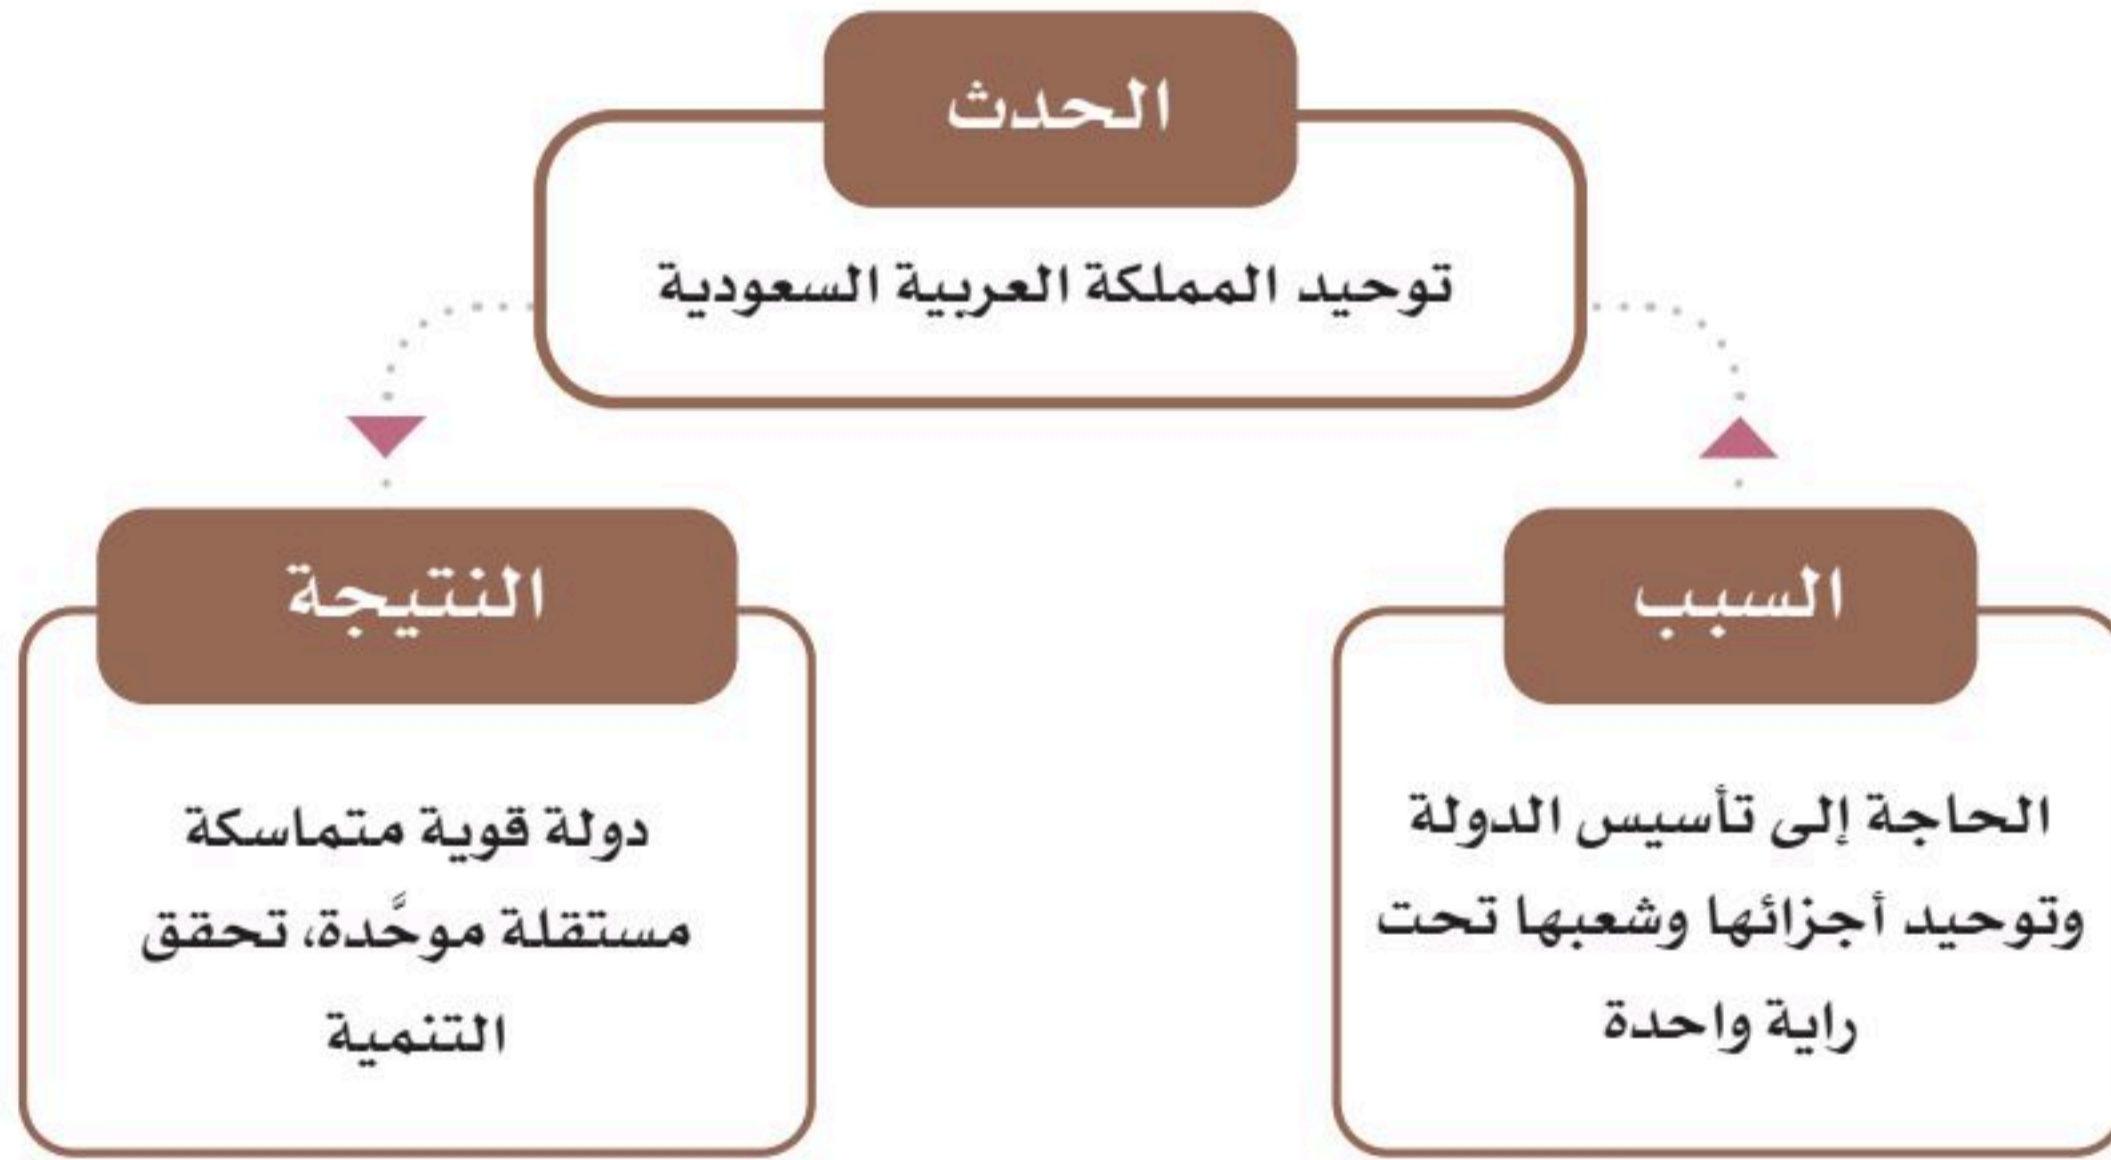 الحدث
توحيد المملكة العربية السعودية
السبب
الحاجة إلى تأسيس الدولة
وتوحيد أجزائها وشعبها تحت
راية واحدة
النتيجة
دولة قوية متماسكة
مستقلة موحَّدة، تحقق
التنمية